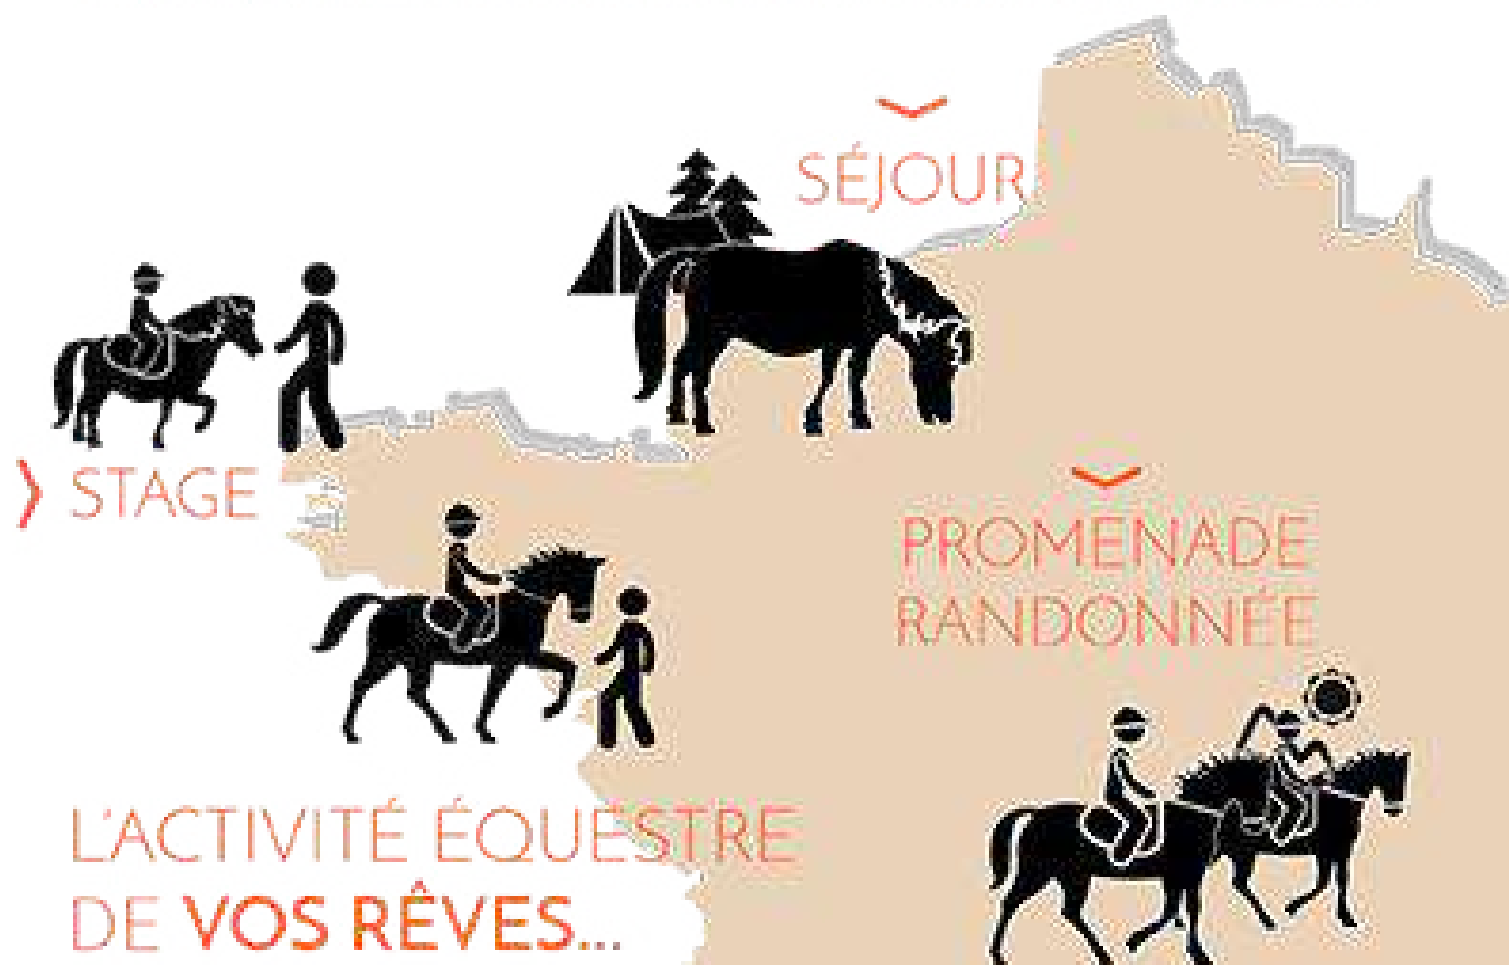 SÉJOUR
STAGE
PROMENADE
RANDONNÉE
L'ACTIVITÉ ÉQUESTRE
DE VOS RÊVES...